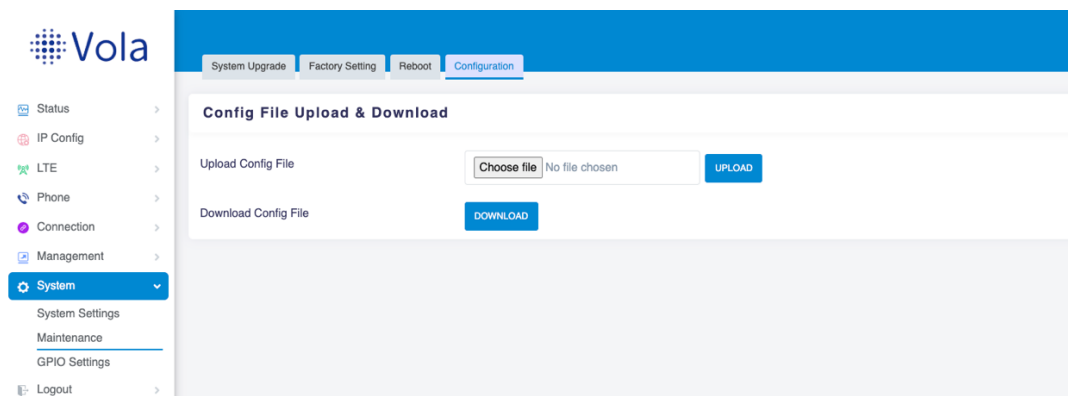 Vola
System Upgrade Factory Setting Reboot Configuration
Status
IP Config
LTE
Phone
Connection
Management
System
System Settings
Maintenance
GPIO Settings
Logout
Config File Upload & Download
Upload Config File Choose file No file chosen UPLOAD
Download Config File DOWNLOAD